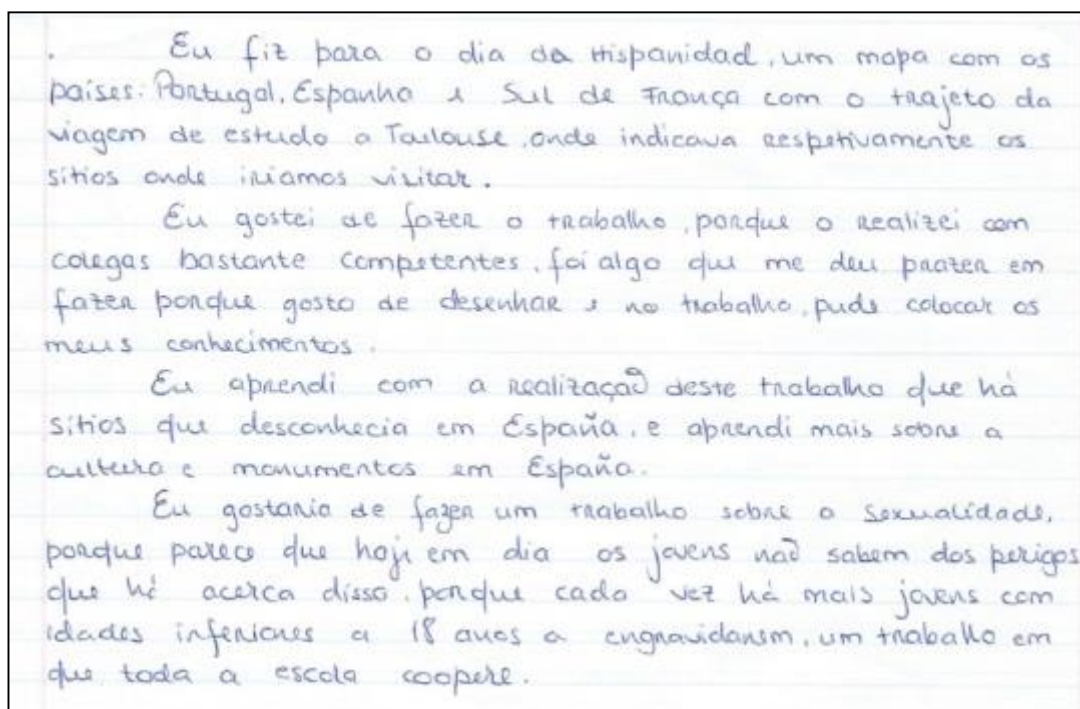 . Eu fiz para o dia da Hispanidad, um mapa com os
países: Portugal, Espanha e Sul de França com o trajeto da
viagem de estudo a Toulouse, onde indicava respetivamente os
sítios onde iriamos visitar.
Eu gostei de fazer o trabalho, porque o realizei com
colegas bastante competentes, foi algo que me deu prazer em
fazer porque gosto de desenhar e no trabalho, pude colocar os
meus conhecimentos.
Eu aprendi com a realização deste trabalho que há
sítios que desconhecia em España, e aprendi mais sobre a
cultura e monumentos em España.
Eu gostaria de fazer um trabalho sobre a Sexualidade,
porque parece que hoje em dia os jovens não sabem dos perigos
que há acerca disso, porque cada vez há mais jovens com
idades inferiores a 18 anos a engravidarem, um trabalho em
que toda a escola coopere.